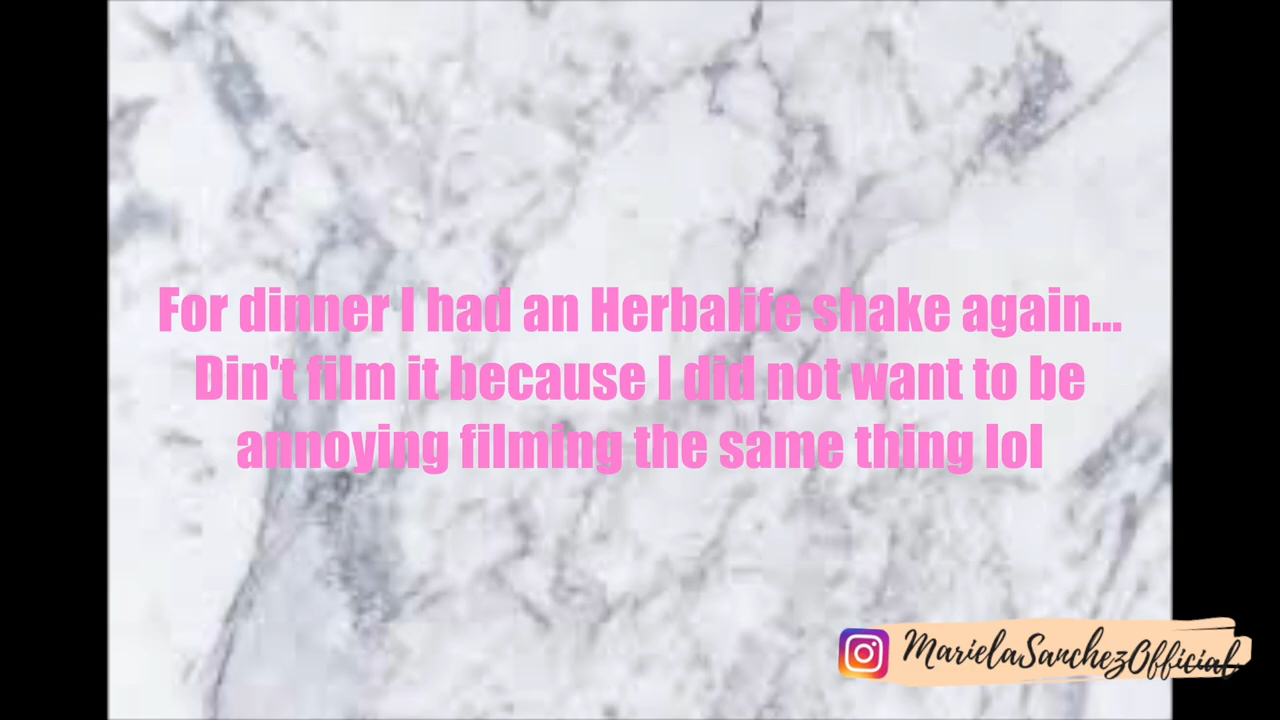 For dinner I had an Herbalife shake again...
Din't film it because I did not want to be
annoying filming the same thing lol
MarielaSanchezOfficial